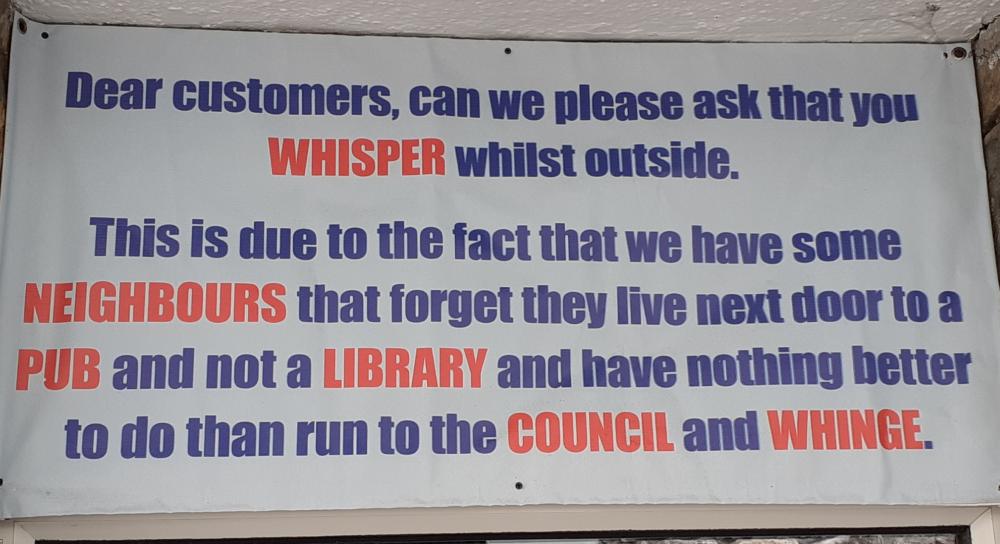 Dear customers, can we please ask that you
WHISPER whilst outside.
This is due to the fact that we have some
NEIGHBOURS that forget they live next door to a
PUB and not a LIBRARY and have nothing better
to do than run to the COUNCIL and WHINGE.